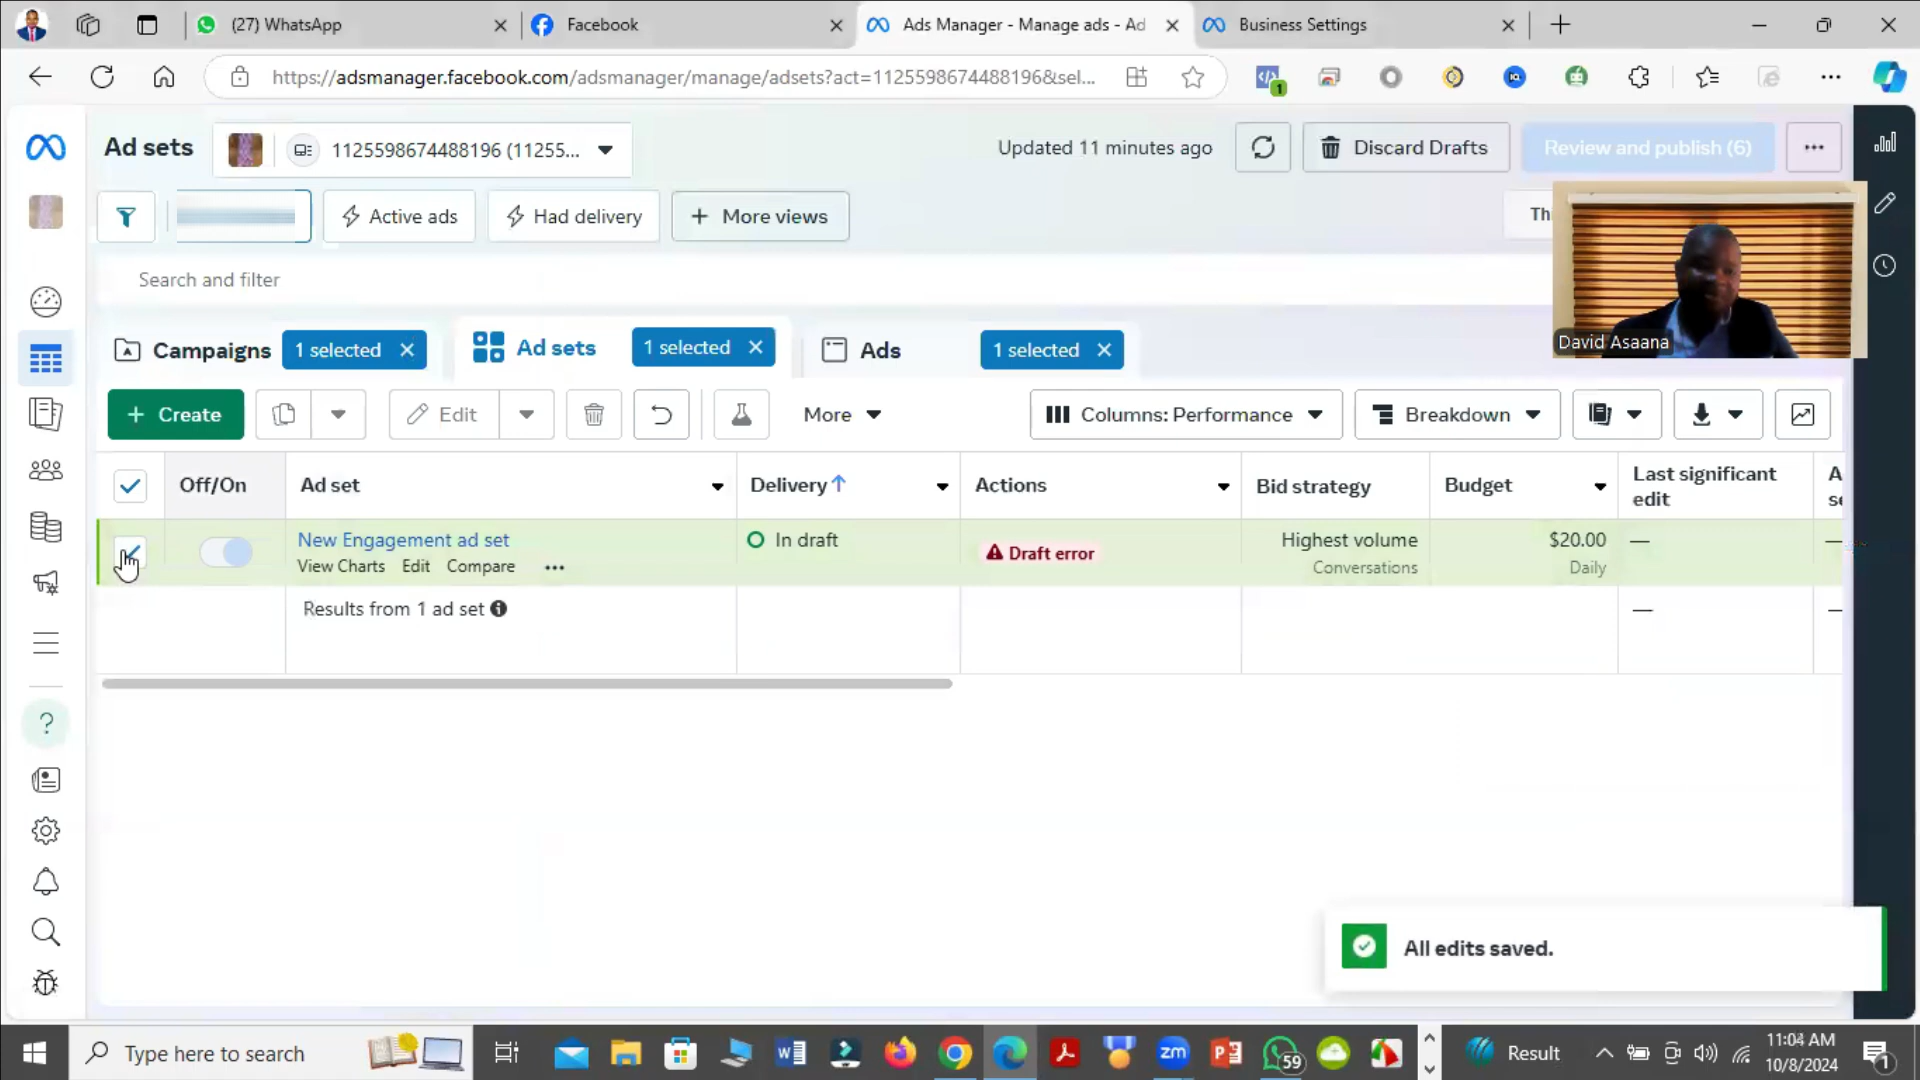 (27) WhatsApp
Facebook
Ads Manager - Manage ads - Ad
Business Settings
https://adsmanager.facebook.com/adsmanager/manage/adsets?act=1125598674488196&sel...
1
Ad sets
1125598674488196 (11255...
Updated 11 minutes ago
Discard Drafts
Review and publish (6)
Active ads
Had delivery
+ More views
Th
Search and filter
David Asaana
Campaigns
1 selected
Ad sets
1 selected
Ads
1 selected
+ Create
Edit
More
Columns: Performance
Breakdown
Off/On
Ad set
Delivery↑
Actions
Bid strategy
Budget
Last significant edit
A
se
New Engagement ad set
In draft
Draft error
Highest volume
$20.00
—
—
View Charts
Edit
Compare
...
Conversations
Daily
Results from 1 ad set
—
—
All edits saved.
Type here to search
59
Result
11:04 AM
10/8/2024
1